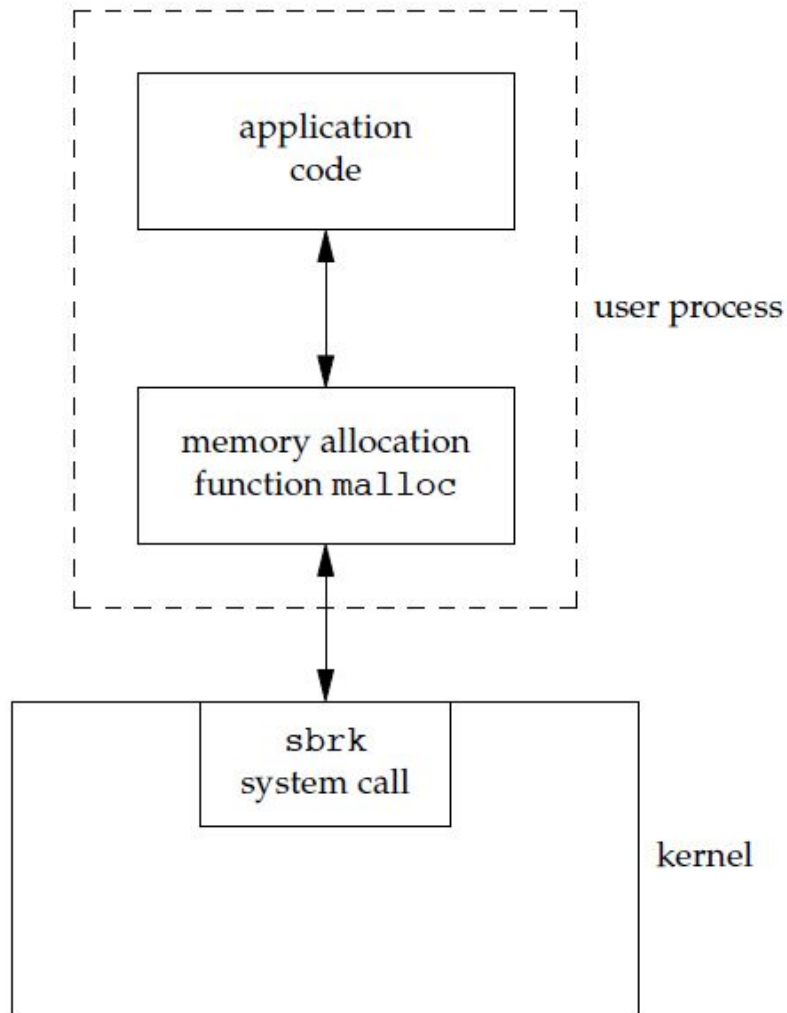 application
code
user process
memory allocation
function malloc
sbrk
system call
kernel